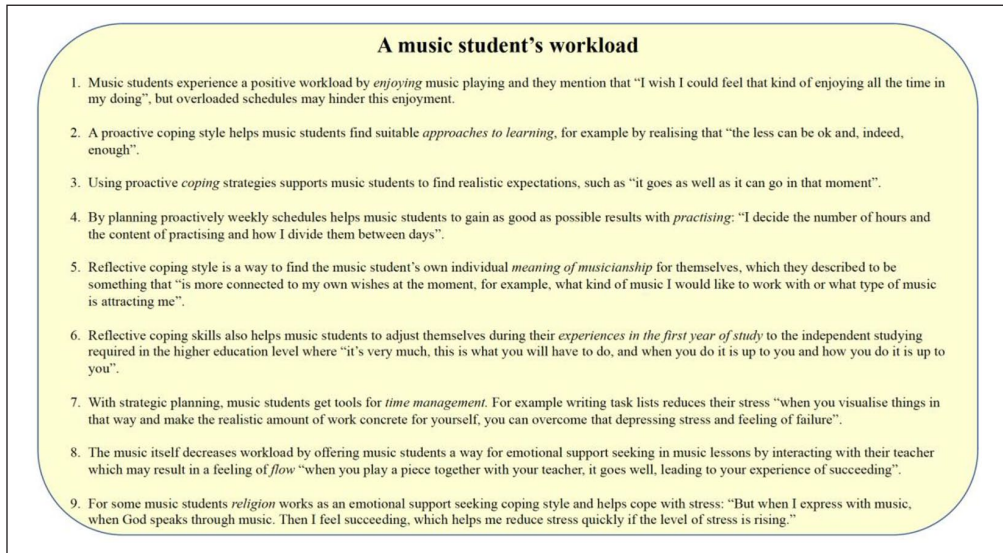 A music student's workload
1. Music students experience a positive workload by enjoying music playing and they mention that “I wish I could feel that kind of enjoying all the time in
my doing”, but overloaded schedules may hinder this enjoyment.
2. A proactive coping style helps music students find suitable approaches to learning, for example by realising that “the less can be ok and, indeed,
enough”.
3. Using proactive coping strategies supports music students to find realistic expectations, such as “it goes as well as it can go in that moment”.
4. By planning proactively weekly schedules helps music students to gain as good as possible results with practising: “I decide the number of hours and
the content of practising and how I divide them between days”.
5. Reflective coping style is a way to find the music student's own individual meaning of musicianship for themselves, which they described to be
something that “is more connected to my own wishes at the moment, for example, what kind of music I would like to work with or what type of music
is attracting me”.
6. Reflective coping skills also helps music students to adjust themselves during their experiences in the first year of study to the independent studying
required in the higher education level where “it's very much, this is what you will have to do, and when you do it is up to you and how you do it is up to
you”.
7. With strategic planning, music students get tools for time management. For example writing task lists reduces their stress “when you visualise things in
that way and make the realistic amount of work concrete for yourself, you can overcome that depressing stress and feeling of failure”.
8. The music itself decreases workload by offering music students a way for emotional support seeking in music lessons by interacting with their teacher
which may result in a feeling of flow “when you play a piece together with your teacher, it goes well, leading to your experience of succeeding”.
9. For some music students religion works as an emotional support seeking coping style and helps cope with stress: “But when I express with music,
when God speaks through music. Then I feel succeeding, which helps me reduce stress quickly if the level of stress is rising.”